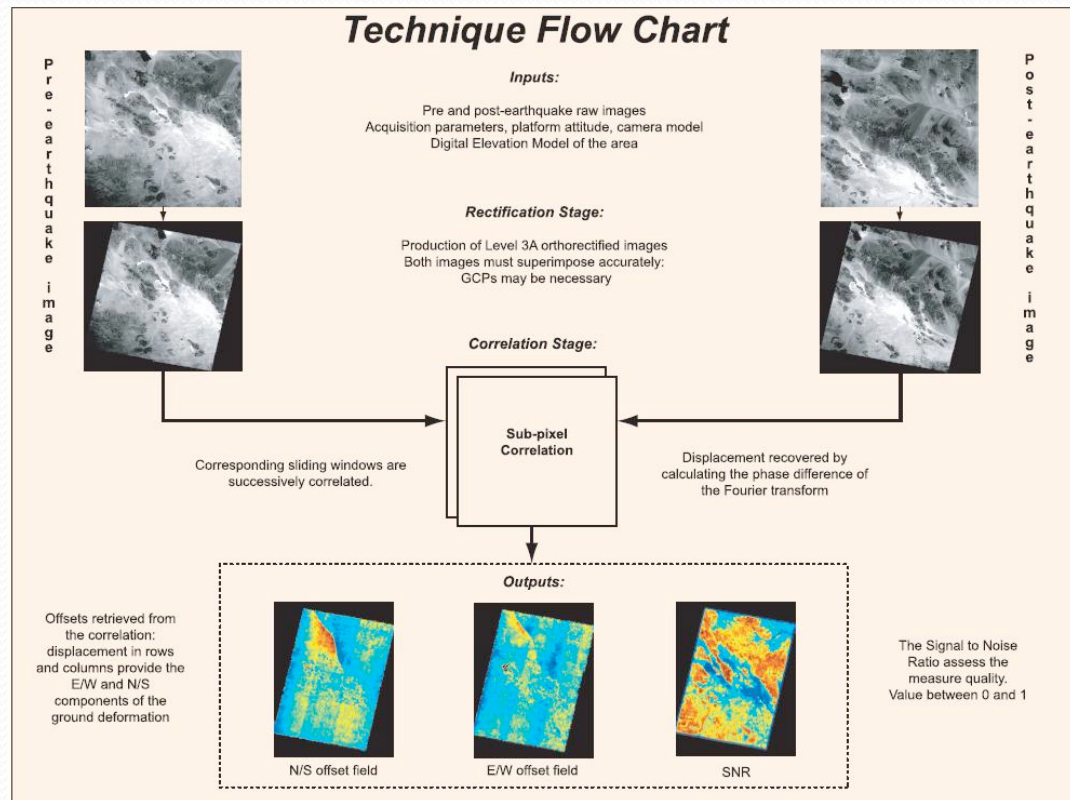 Technique Flow Chart
Pre-earthquake image
Post-earthquake image
Inputs:
Pre and post-earthquake raw images
Acquisition parameters, platform attitude, camera model
Digital Elevation Model of the area
Rectification Stage:
Production of Level 3A orthorectified images
Both images must superimpose accurately:
GCPs may be necessary
Correlation Stage:
Sub-pixel
Correlation
Corresponding sliding windows are
successively correlated.
Displacement recovered by
calculating the phase difference of
the Fourier transform
Outputs:
Offsets retrieved from
the correlation:
displacement in rows
and columns provide the
E/W and N/S
components of the
ground deformation
The Signal to Noise
Ratio assess the
measure quality.
Value between 0 and 1
N/S offset field
E/W offset field
SNR